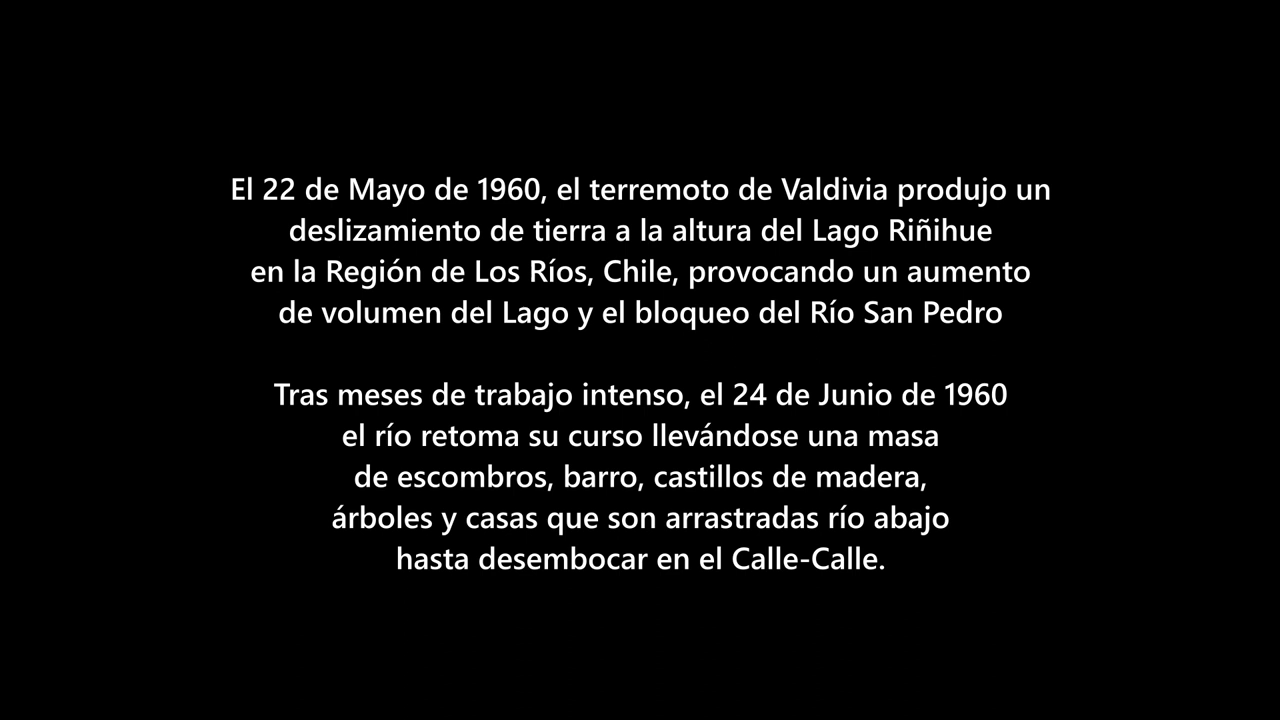 El 22 de Mayo de 1960, el terremoto de Valdivia produjo un
deslizamiento de tierra a la altura del Lago Riñihue
en la Región de Los Ríos, Chile, provocando un aumento
de volumen del Lago y el bloqueo del Río San Pedro
Tras meses de trabajo intenso, el 24 de Junio de 1960
el río retoma su curso llevándose una masa
de escombros, barro, castillos de madera,
árboles y casas que son arrastradas río abajo
hasta desembocar en el Calle-Calle.